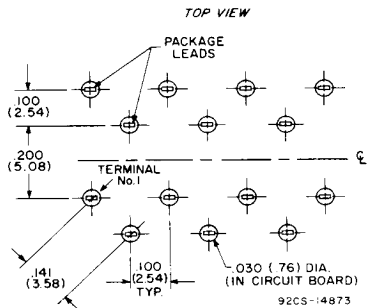 TOP VIEW
PACKAGE
LEADS
.100
(2.54)
.200
(5.08)
℄
TERMINAL
No.1
.141
(3.58)
.100
(2.54)
TYP.
.030 (.76) DIA.
(IN CIRCUIT BOARD)
92CS-14873